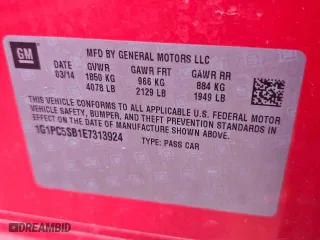 GM
MFD BY GENERAL MOTORS LLC
DATE GVWR GAWR FRT GAWR RR
03/14 1850 KG 966 KG 884 KG
4078 LB 2129 LB 1949 LB
THIS VEHICLE CONFORMS TO ALL APPLICABLE U.S. FEDERAL MOTOR
VEHICLE SAFETY, BUMPER, AND THEFT PREVENTION STANDARDS
IN EFFECT ON THE DATE OF MANUFACTURE SHOWN ABOVE.
1G1PC5SB1E7313924
TYPE: PASS CAR
DREAMBID